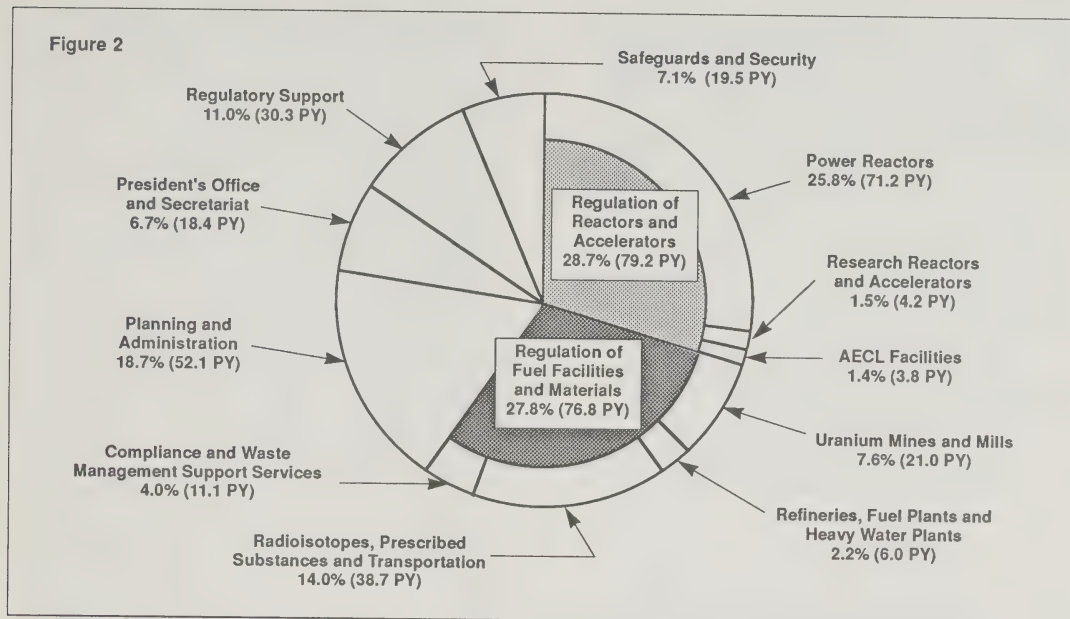 Figure 2
Safeguards and Security
7.1% (19.5 PY)
Regulatory Support
11.0% (30.3 PY)
President's Office
and Secretariat
6.7% (18.4 PY)
Planning and
Administration
18.7% (52.1 PY)
Compliance and Waste
Management Support Services
4.0% (11.1 PY)
Radioisotopes, Prescribed
Substances and Transportation
14.0% (38.7 PY)
Regulation of
Reactors and
Accelerators
28.7% (79.2 PY)
Regulation of
Fuel Facilities
and Materials
27.8% (76.8 PY)
Power Reactors
25.8% (71.2 PY)
Research Reactors
and Accelerators
1.5% (4.2 PY)
AECL Facilities
1.4% (3.8 PY)
Uranium Mines and Mills
7.6% (21.0 PY)
Refineries, Fuel Plants and
Heavy Water Plants
2.2% (6.0 PY)